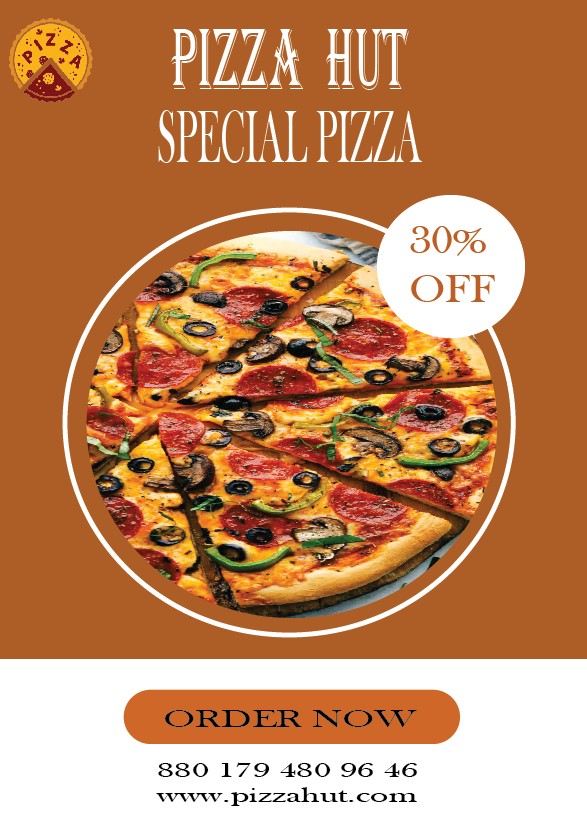 PIZZA
PIZZA HUT
SPECIAL PIZZA
30%
OFF
ORDER NOW
880 179 480 96 46
www.pizzahut.com